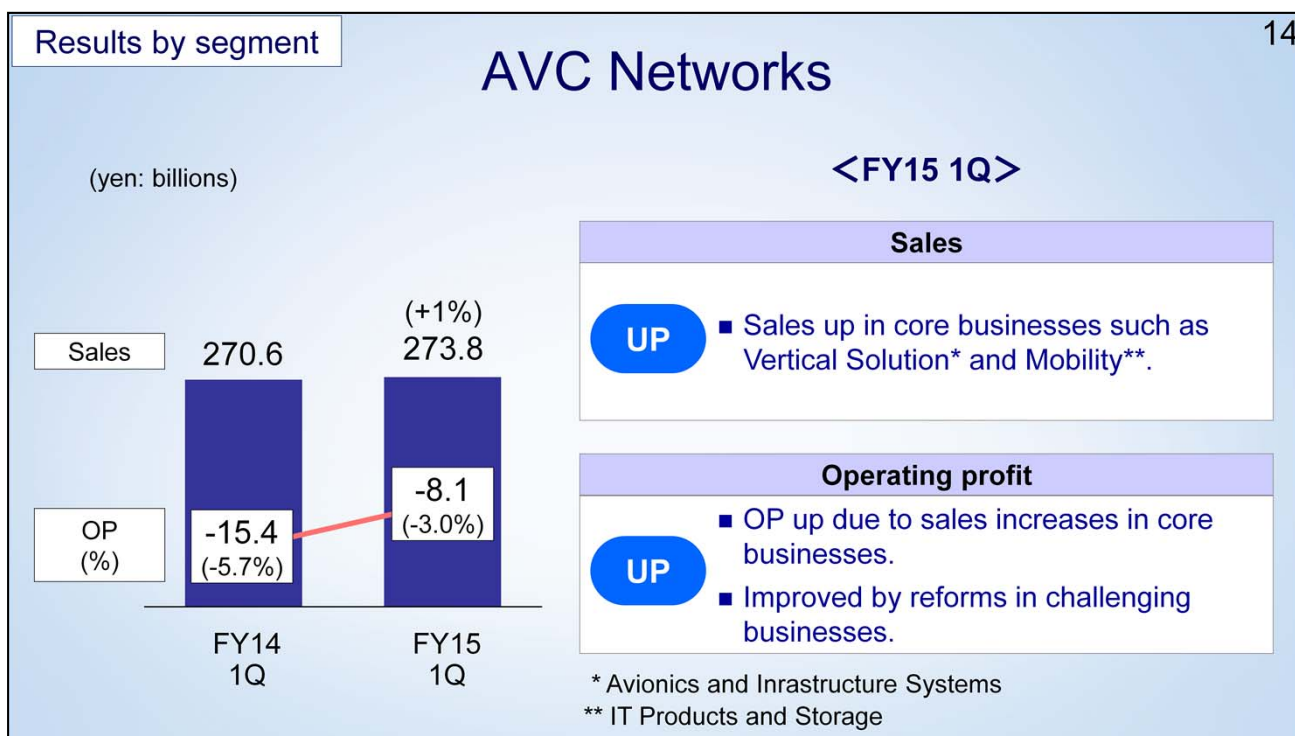 Results by segment
14
AVC Networks
(yen: billions)
Sales
270.6
(+1%)
273.8
OP
(%)
-15.4
(-5.7%)
-8.1
(-3.0%)
FY14
1Q
FY15
1Q
＜FY15 1Q＞
Sales
UP
■ Sales up in core businesses such as
Vertical Solution* and Mobility**.
Operating profit
UP
■ OP up due to sales increases in core
businesses.
■ Improved by reforms in challenging
businesses.
* Avionics and Inrastructure Systems
** IT Products and Storage